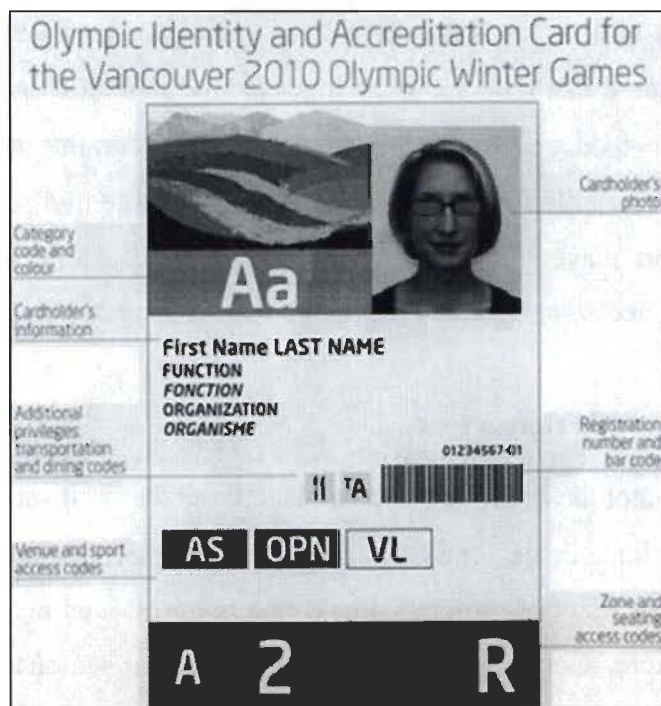 Olympic Identity and Accreditation Card for
the Vancouver 2010 Olympic Winter Games
Cardholder's
photo
Category
code and
colour
Aa
Cardholder's
information
First Name LAST NAME
FUNCTION
FONCTION
ORGANIZATION
ORGANISME
Additional
privileges:
transportation
and dining codes
Registration
number and
bar code
01234567-01
TA
Venue and sport
access codes
AS OPN VL
Zone and
seating
access codes
A 2 R